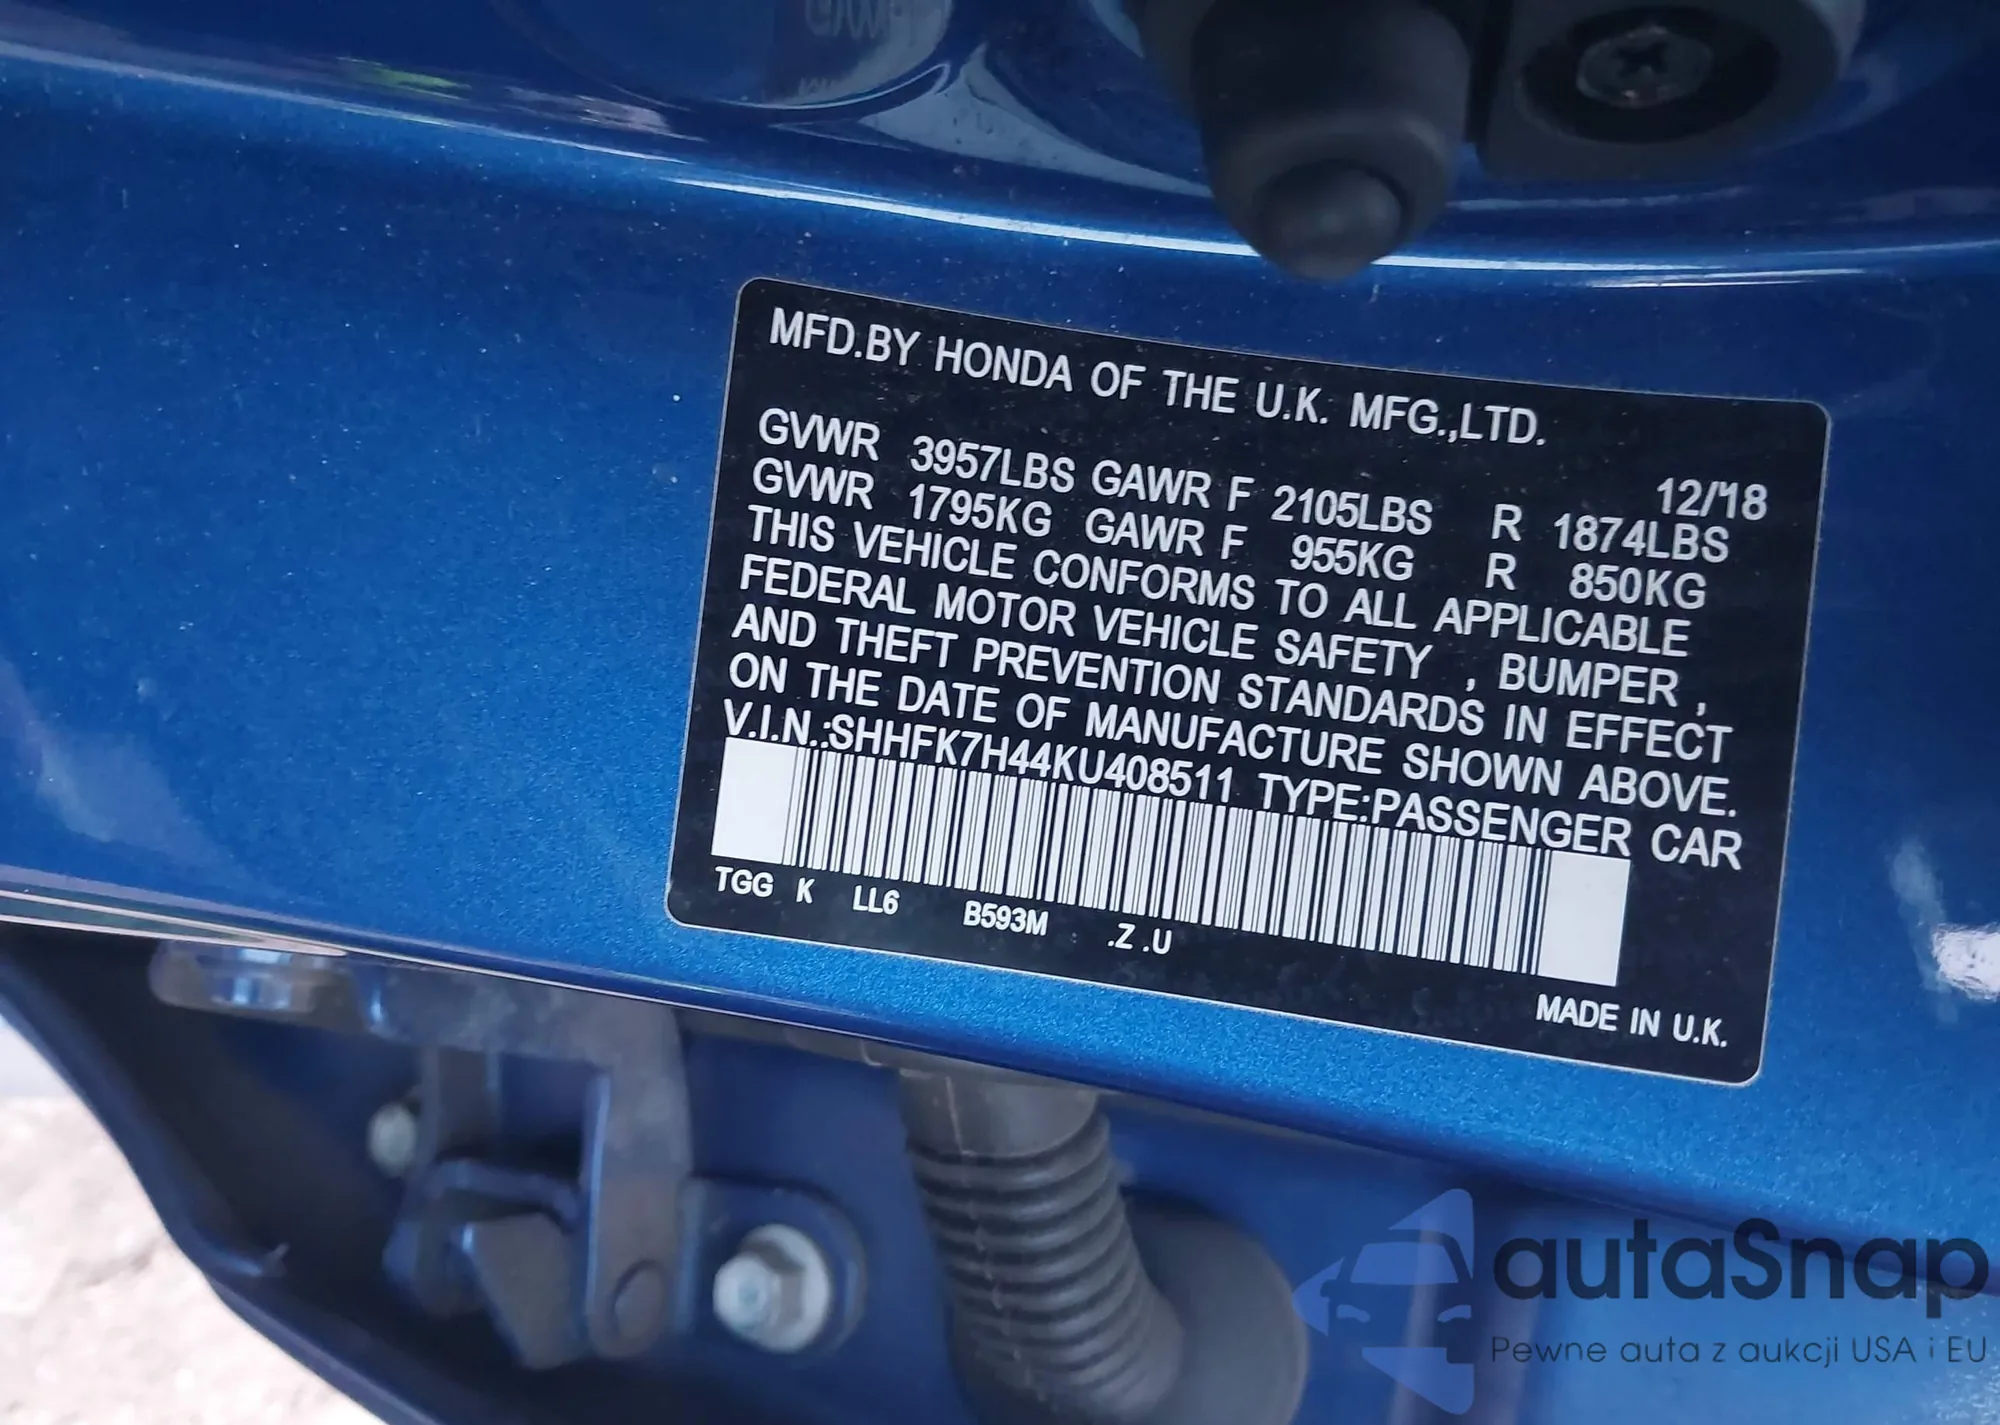 MFD.BY HONDA OF THE U.K. MFG.,LTD.
12/'18
GVWR 3957LBS GAWR F 2105LBS R 1874LBS
GVWR 1795KG GAWR F 955KG R 850KG
THIS VEHICLE CONFORMS TO ALL APPLICABLE
FEDERAL MOTOR VEHICLE SAFETY , BUMPER ,
AND THEFT PREVENTION STANDARDS IN EFFECT
ON THE DATE OF MANUFACTURE SHOWN ABOVE.
V.I.N.:SHHFK7H44KU408511 TYPE:PASSENGER CAR
TGG K LL6 B593M .Z .U
MADE IN U.K.
autaSnap
Pewne auta z aukcji USA i EU